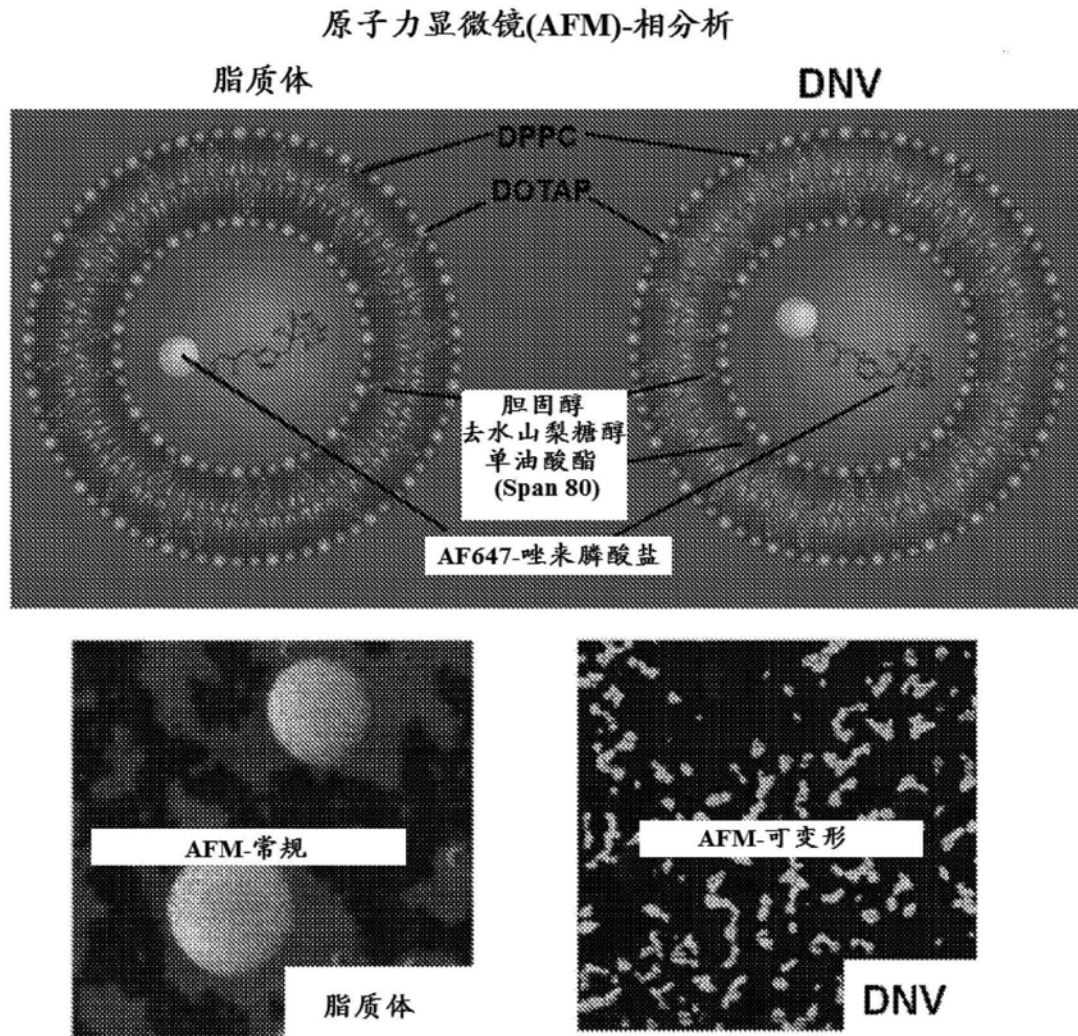 原子力显微镜(AFM)-相分析
脂质体
DNV
DPPC
DOTAP
胆固醇
去水山梨糖醇
单油酸酯
(Span 80)
AF647-唑来膦酸盐
AFM-常规
脂质体
AFM-可变形
DNV